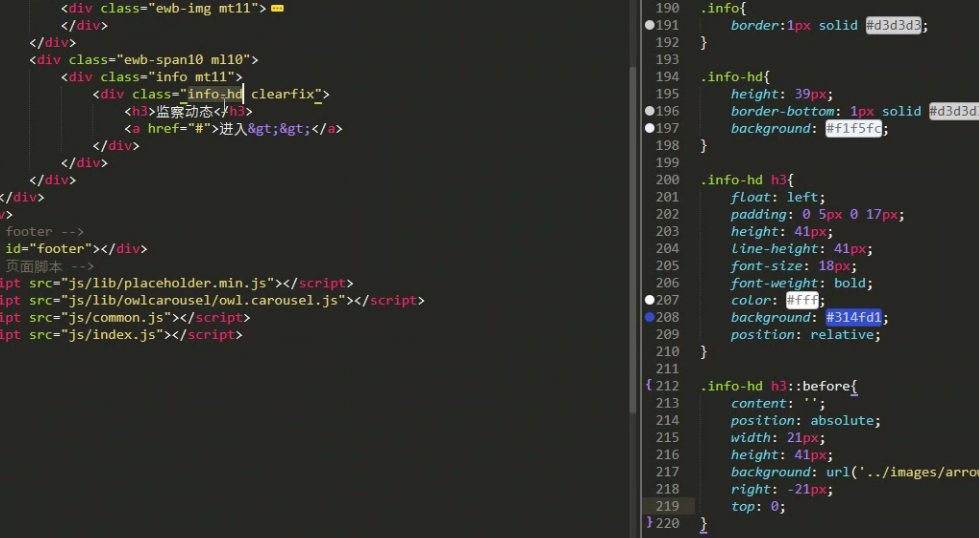 <div class="ewb-img mt11">
</div>
</div>
<div class="ewb-span10 ml10">
<div class="info mt11">
<div class="info-hd clearfix">
<h3>监察动态</h3>
<a href="#">进入&gt;&gt;</a>
</div>
</div>
</div>
</div>
v>
footer -->
id="footer"></div>
页面脚本 -->
ipt src="js/lib/placeholder.min.js"></script>
ipt src="js/lib/owlcarousel/owl.carousel.js"></script>
ipt src="js/common.js"></script>
ipt src="js/index.js"></script>
190 .info{
191 border:1px solid #d3d3d3;
192 }
193
194 .info-hd{
195 height: 39px;
196 border-bottom: 1px solid #d3d3d3
197 background: #f1f5fc;
198 }
199
200 .info-hd h3{
201 float: left;
202 padding: 0 5px 0 17px;
203 height: 41px;
204 line-height: 41px;
205 font-size: 18px;
206 font-weight: bold;
207 color: #fff;
208 background: #314fd1;
209 position: relative;
210 }
211
212 .info-hd h3::before{
213 content: '';
214 position: absolute;
215 width: 21px;
216 height: 41px;
217 background: url('../images/arrow
218 right: -21px;
219 top: 0;
220 }